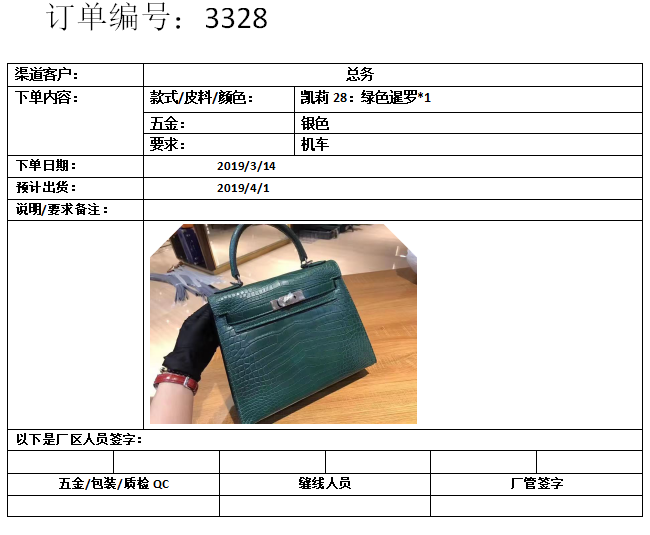 订单编号：3328
渠道客户： 总务
下单内容： 款式/皮料/颜色： 凯莉 28：绿色暹罗*1
五金： 银色
要求： 机车
下单日期： 2019/3/14
预计出货： 2019/4/1
说明/要求备注：
以下是厂区人员签字：
五金/包装/质检 QC 缝线人员 厂管签字